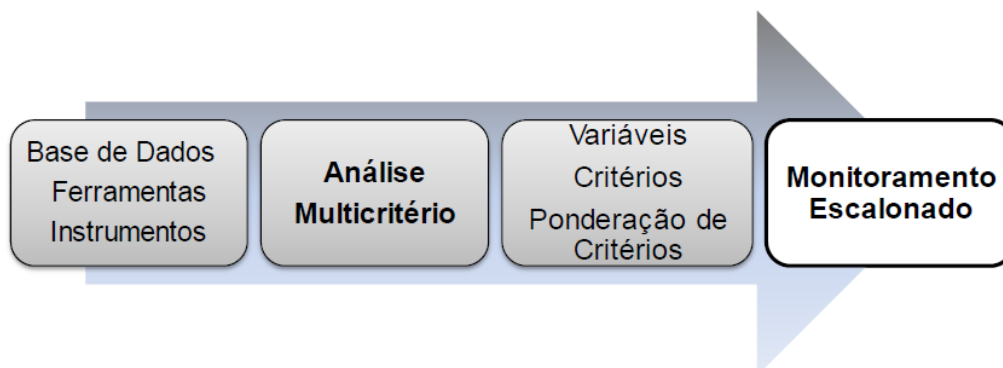 Base de Dados
Ferramentas
Instrumentos
Análise
Multicritério
Variáveis
Critérios
Ponderação de
Critérios
Monitoramento
Escalonado